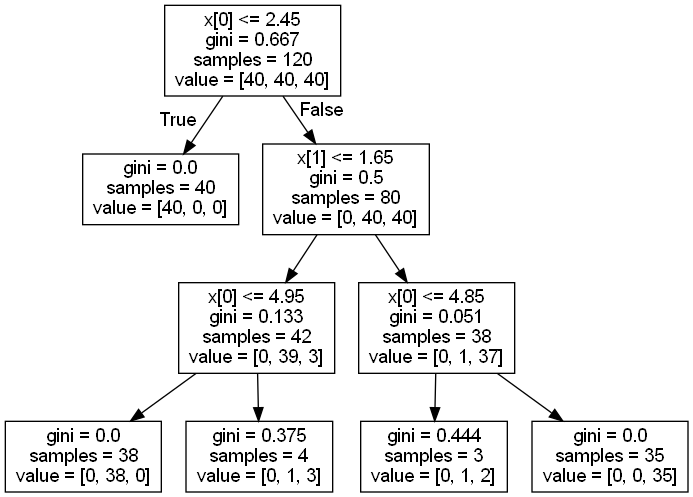 x[0] <= 2.45
gini = 0.667
samples = 120
value = [40, 40, 40]
True
False
gini = 0.0
samples = 40
value = [40, 0, 0]
x[1] <= 1.65
gini = 0.5
samples = 80
value = [0, 40, 40]
x[0] <= 4.95
gini = 0.133
samples = 42
value = [0, 39, 3]
x[0] <= 4.85
gini = 0.051
samples = 38
value = [0, 1, 37]
gini = 0.0
samples = 38
value = [0, 38, 0]
gini = 0.375
samples = 4
value = [0, 1, 3]
gini = 0.444
samples = 3
value = [0, 1, 2]
gini = 0.0
samples = 35
value = [0, 0, 35]